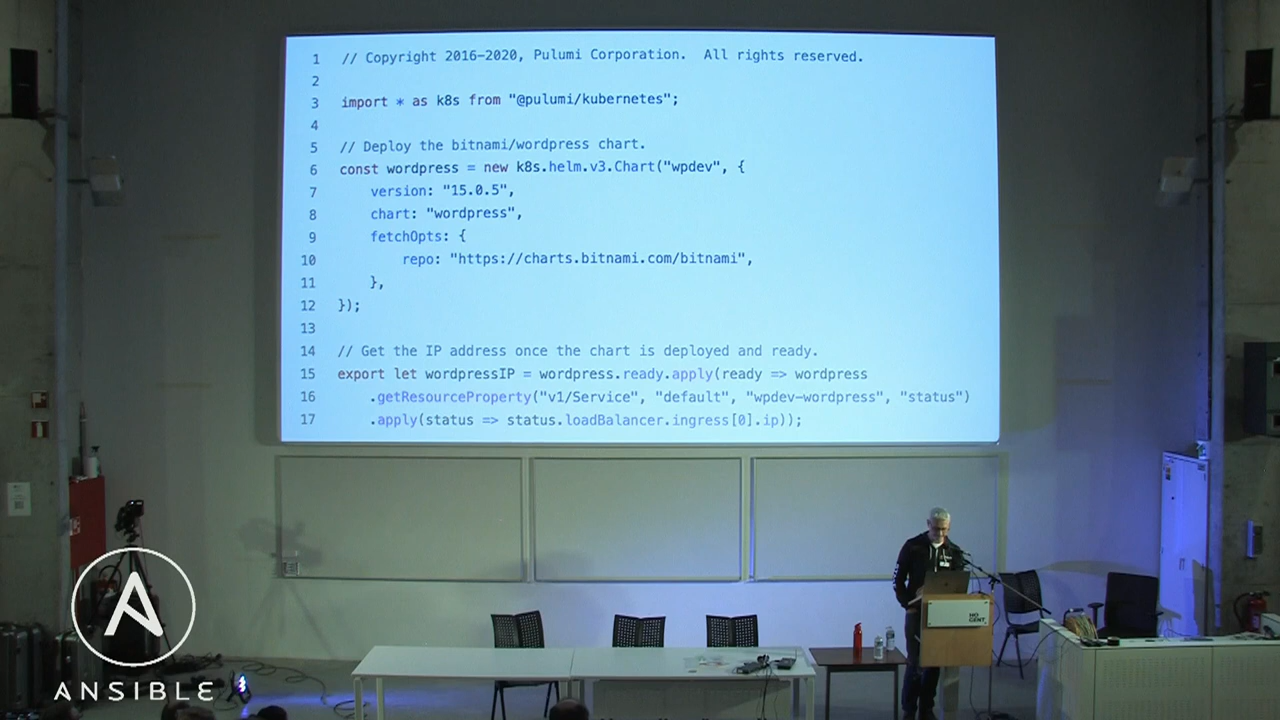 1 // Copyright 2016–2020, Pulumi Corporation.  All rights reserved.
2
3 import * as k8s from "@pulumi/kubernetes";
4
5 // Deploy the bitnami/wordpress chart.
6 const wordpress = new k8s.helm.v3.Chart("wpdev", {
7     version: "15.0.5",
8     chart: "wordpress",
9     fetchOpts: {
10         repo: "https://charts.bitnami.com/bitnami",
11     },
12 });
13
14 // Get the IP address once the chart is deployed and ready.
15 export let wordpressIP = wordpress.ready.apply(ready => wordpress
16     .getResourceProperty("v1/Service", "default", "wpdev-wordpress", "status")
17     .apply(status => status.loadBalancer.ingress[0].ip));
HO
GENT
ANSIBLE